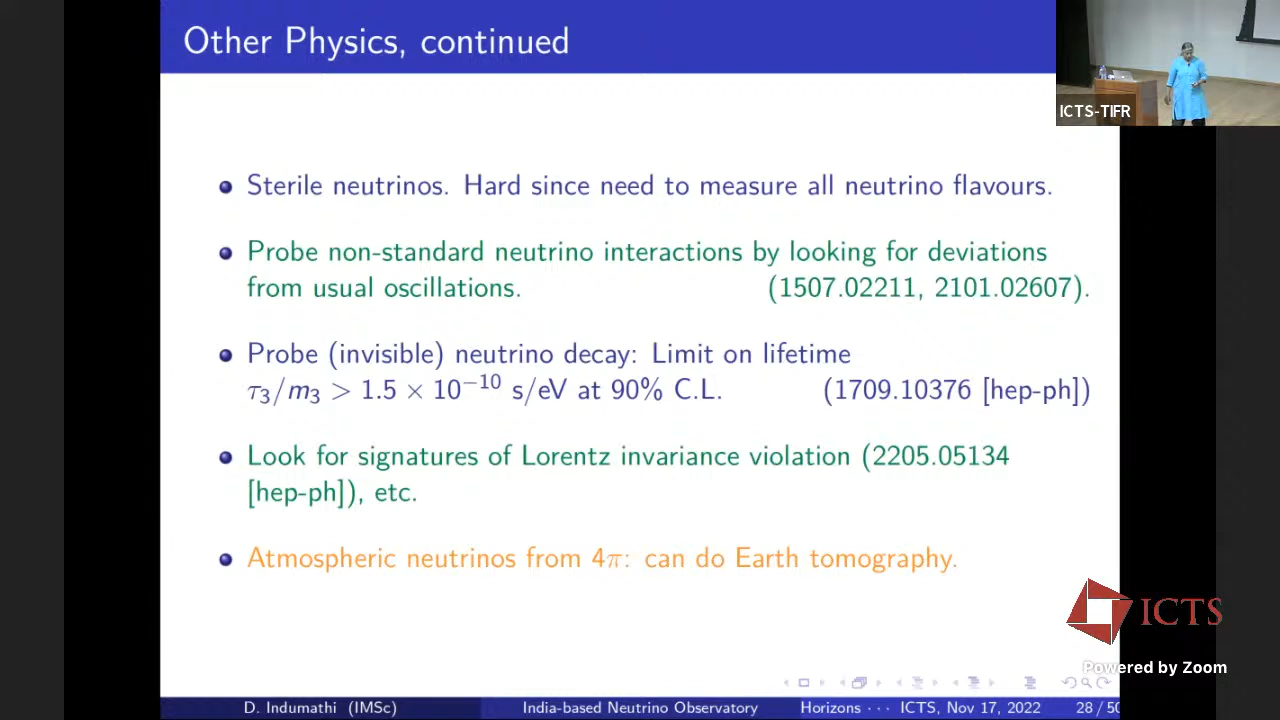 Other Physics, continued
ICTS-TIFR
Sterile neutrinos. Hard since need to measure all neutrino flavours.
Probe non-standard neutrino interactions by looking for deviations
from usual oscillations. (1507.02211, 2101.02607).
Probe (invisible) neutrino decay: Limit on lifetime
τ₃/m₃ > 1.5 × 10⁻¹⁰ s/eV at 90% C.L. (1709.10376 [hep-ph])
Look for signatures of Lorentz invariance violation (2205.05134
[hep-ph]), etc.
Atmospheric neutrinos from 4π: can do Earth tomography.
ICTS
Powered by Zoom
D. Indumathi (IMSc) India-based Neutrino Observatory Horizons ··· ICTS, Nov 17, 2022 28 / 50